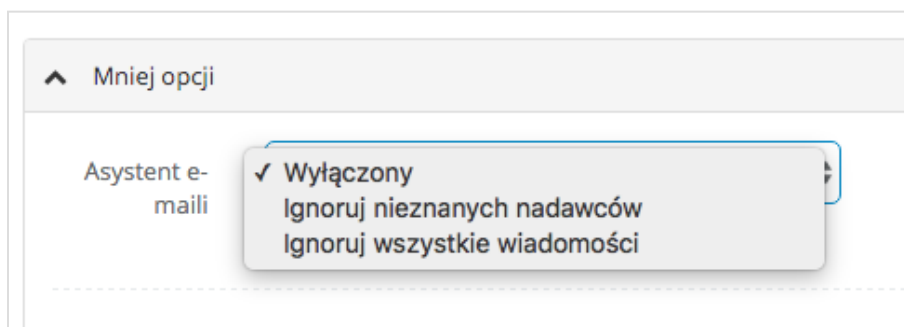 Mniej opcji
Asystent e-
maili
✓ Wyłączony
Ignoruj nieznanych nadawców
Ignoruj wszystkie wiadomości